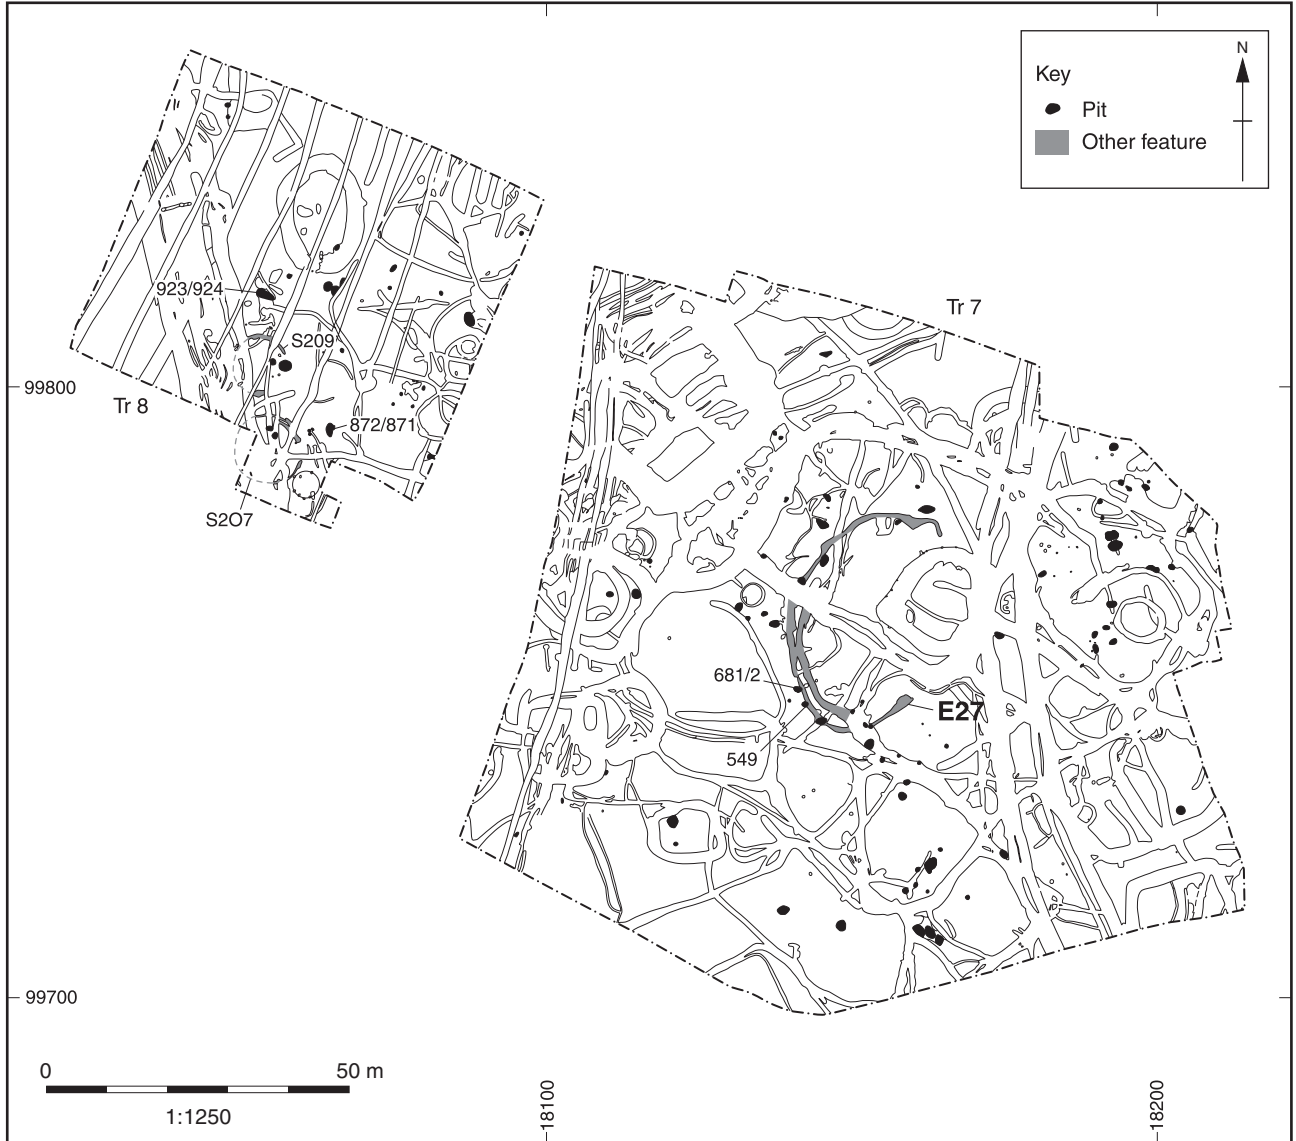 N
Key
Pit
Other feature
Tr 7
923/924
S209
99800
Tr 8
872/871
S2O7
681/2
E27
549
99700
0 50 m
1:1250
18100
18200